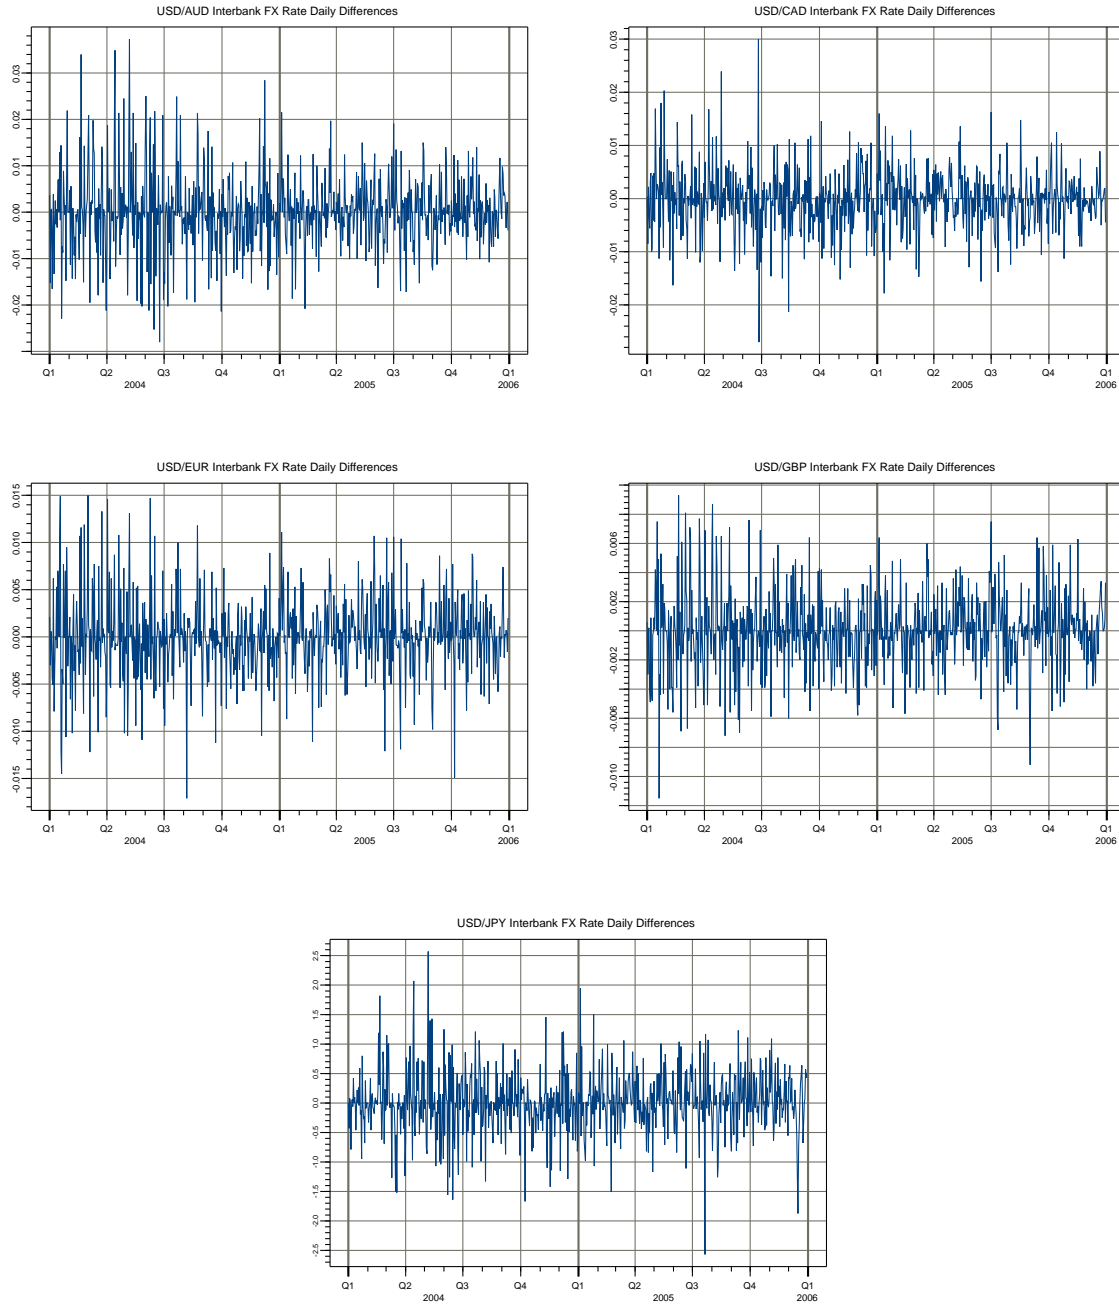 USD/AUD Interbank FX Rate Daily Differences
0.03
0.02
0.01
0.00
-0.01
-0.02
Q1 Q2 Q3 Q4 Q1 Q2 Q3 Q4 Q1
2004 2005 2006
USD/CAD Interbank FX Rate Daily Differences
0.03
0.02
0.01
0.00
-0.01
-0.02
Q1 Q2 Q3 Q4 Q1 Q2 Q3 Q4 Q1
2004 2005 2006
USD/EUR Interbank FX Rate Daily Differences
0.015
0.010
0.005
0.000
-0.005
-0.010
-0.015
Q1 Q2 Q3 Q4 Q1 Q2 Q3 Q4 Q1
2004 2005 2006
USD/GBP Interbank FX Rate Daily Differences
0.006
0.002
-0.002
-0.006
-0.010
Q1 Q2 Q3 Q4 Q1 Q2 Q3 Q4 Q1
2004 2005 2006
USD/JPY Interbank FX Rate Daily Differences
2.5
2.0
1.5
1.0
0.5
0.0
-0.5
-1.0
-1.5
-2.0
-2.5
Q1 Q2 Q3 Q4 Q1 Q2 Q3 Q4 Q1
2004 2005 2006